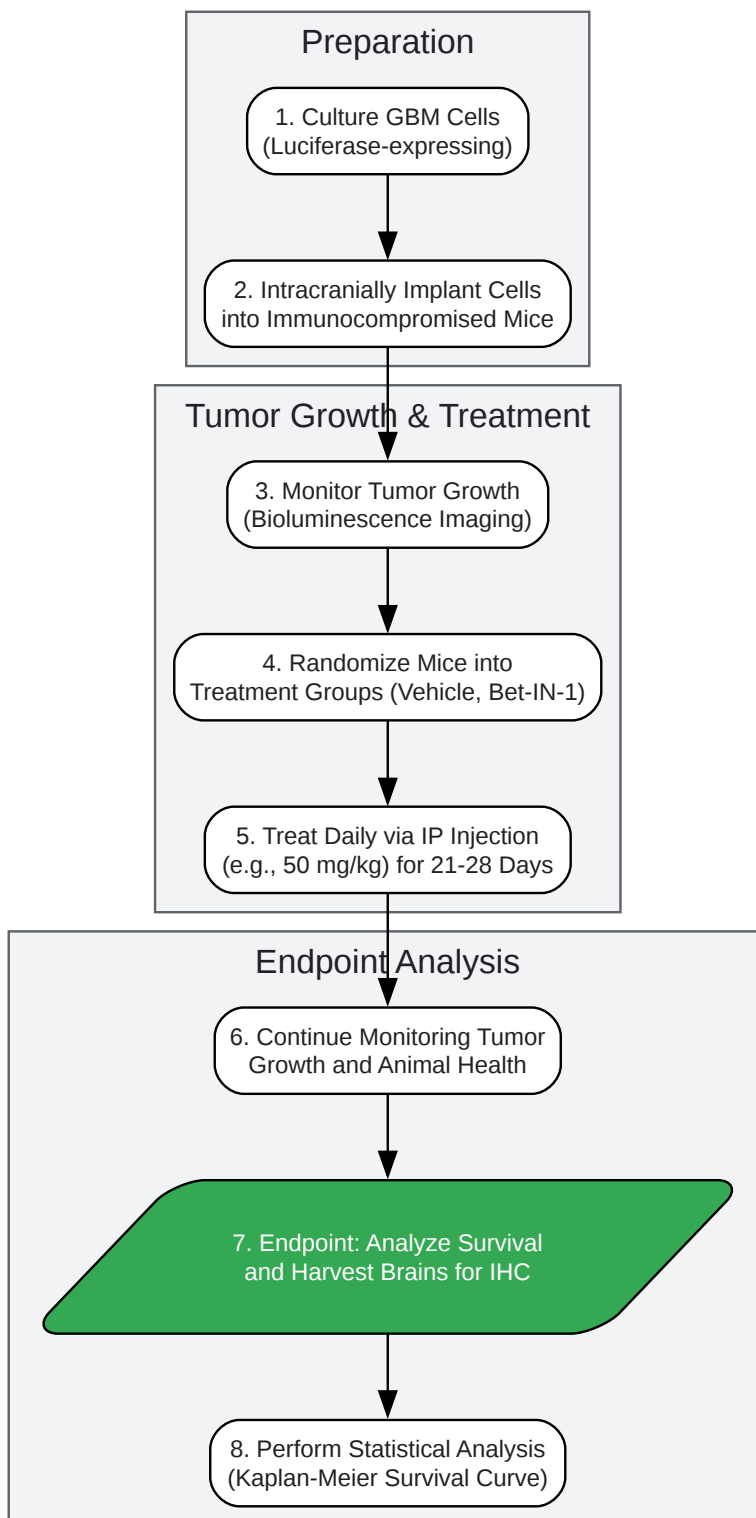 Preparation
1. Culture GBM Cells
(Luciferase-expressing)
2. Intracranially Implant Cells
into Immunocompromised Mice
Tumor Growth & Treatment
3. Monitor Tumor Growth
(Bioluminescence Imaging)
4. Randomize Mice into
Treatment Groups (Vehicle, Bet-IN-1)
5. Treat Daily via IP Injection
(e.g., 50 mg/kg) for 21-28 Days
Endpoint Analysis
6. Continue Monitoring Tumor
Growth and Animal Health
7. Endpoint: Analyze Survival
and Harvest Brains for IHC
8. Perform Statistical Analysis
(Kaplan-Meier Survival Curve)